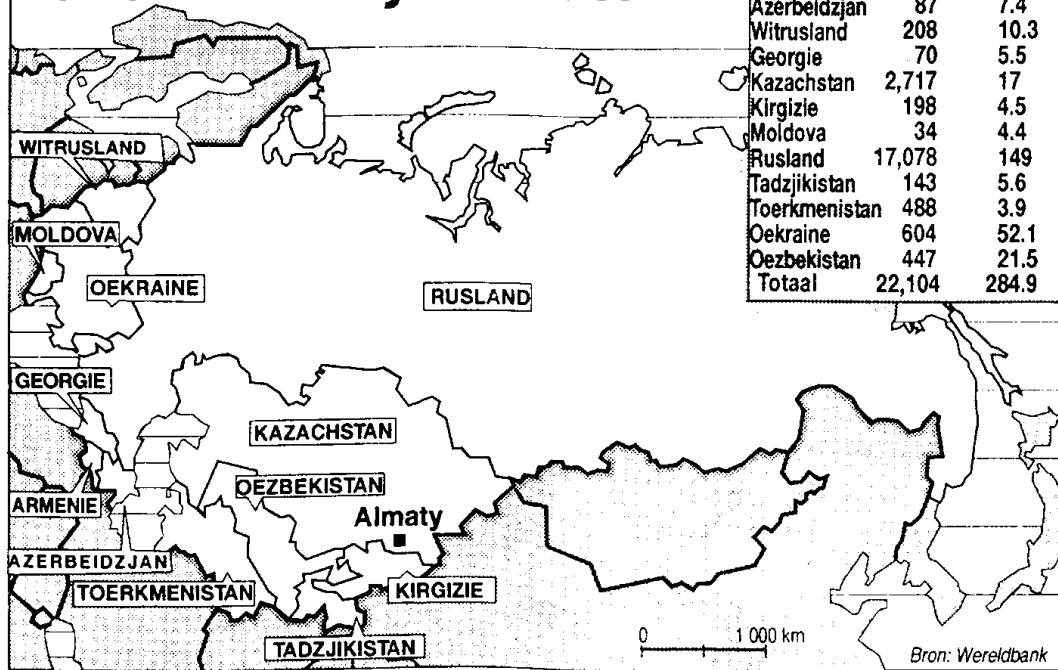 Azerbeidzjan 87 7.4
Witrusland 208 10.3
Georgie 70 5.5
Kazachstan 2,717 17
Kirgizie 198 4.5
Moldova 34 4.4
Rusland 17,078 149
Tadzjikistan 143 5.6
Toerkmenistan 488 3.9
Oekraine 604 52.1
Oezbekistan 447 21.5
Totaal 22,104 284.9
WITRUSLAND
MOLDOVA
OEKRAINE
RUSLAND
GEORGIE
KAZACHSTAN
OEZBEKISTAN
ARMENIE
Almaty
AZERBEIDZJAN
TOERKMENISTAN
KIRGIZIE
TADZJIKISTAN
0 1 000 km
Bron: Wereldbank